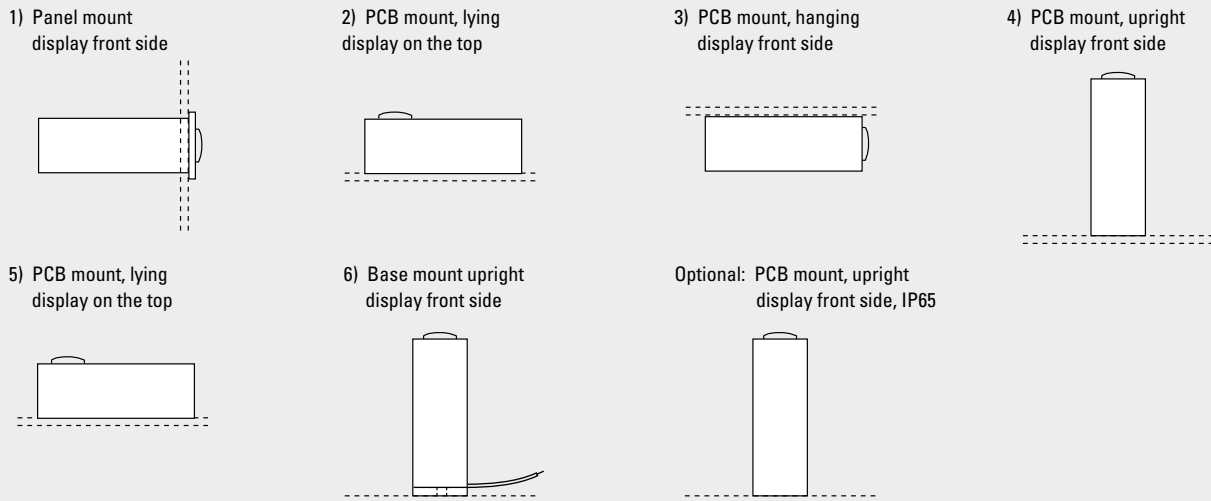 1) Panel mount
display front side
2) PCB mount, lying
display on the top
3) PCB mount, hanging
display front side
4) PCB mount, upright
display front side
5) PCB mount, lying
display on the top
6) Base mount upright
display front side
Optional: PCB mount, upright
display front side, IP65